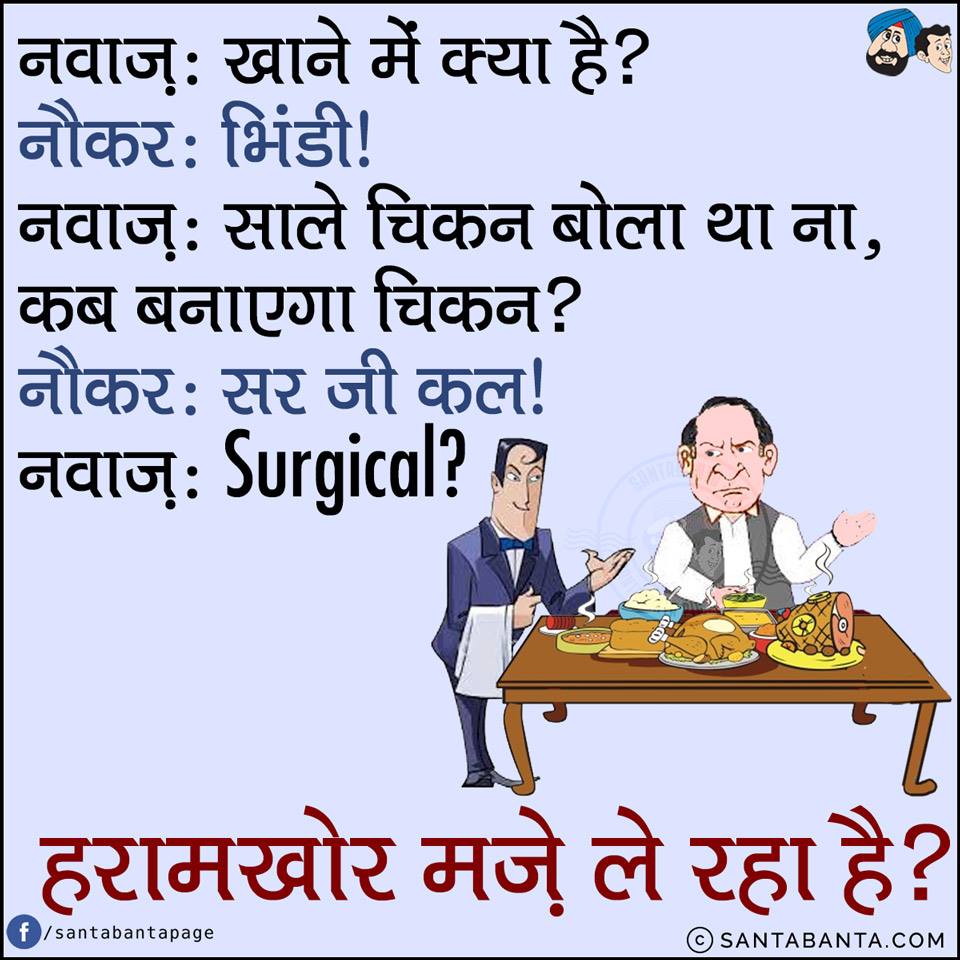 नवाज़: खाने में क्या है?
नौकर: भिंडी!
नवाज़: साले चिकन बोला था ना,
कब बनाएगा चिकन?
नौकर: सर जी कल!
नवाज़: Surgical?
हरामखोर मज़े ले रहा है?
f/santabantapage
© SANTABANTA.COM